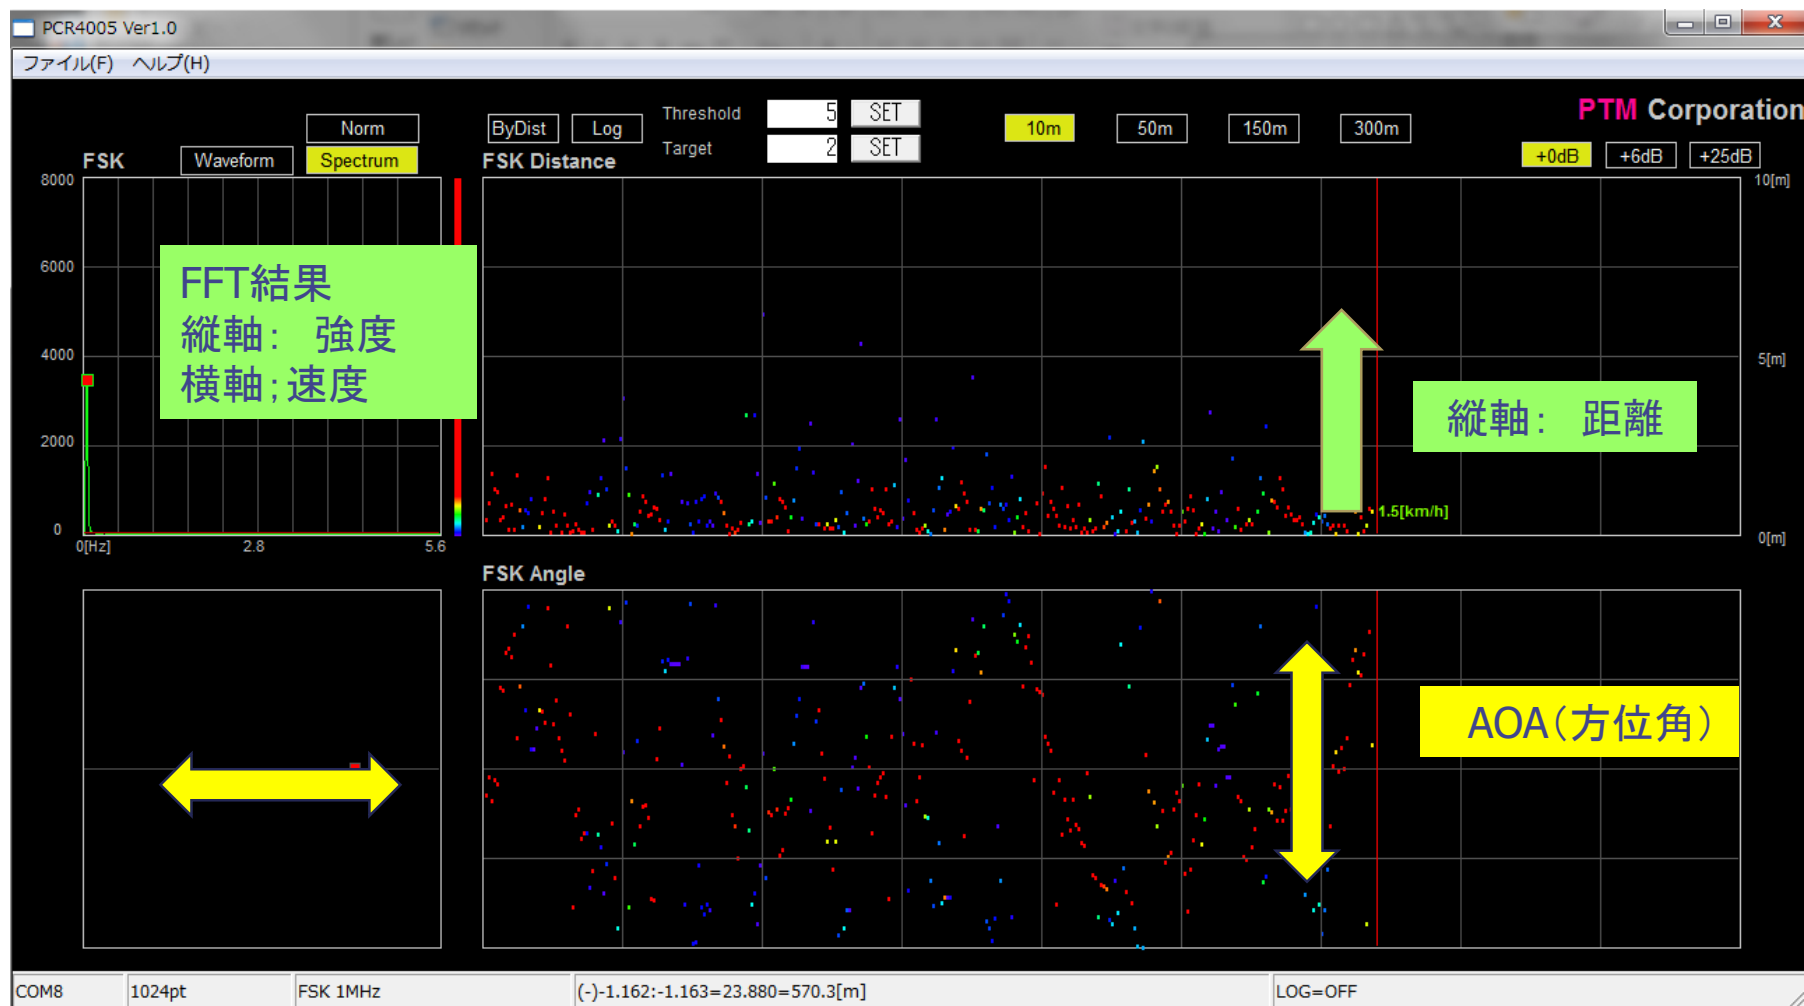 PCR4005 Ver1.0
ファイル(F) ヘルプ(H)
PTM Corporation
Norm
ByDist Log
Threshold 5 SET
10m 50m 150m 300m
Target 2 SET
FSK Waveform Spectrum
FSK Distance
+0dB +6dB +25dB
8000
6000
4000
2000
0
0[Hz] 2.8 5.6
FFT結果
縦軸： 強度
横軸；速度
10[m]
5[m]
0[m]
縦軸： 距離
1.5[km/h]
FSK Angle
AOA（方位角）
COM8 1024pt FSK 1MHz (-)-1.162:-1.163=23.880=570.3[m] LOG=OFF